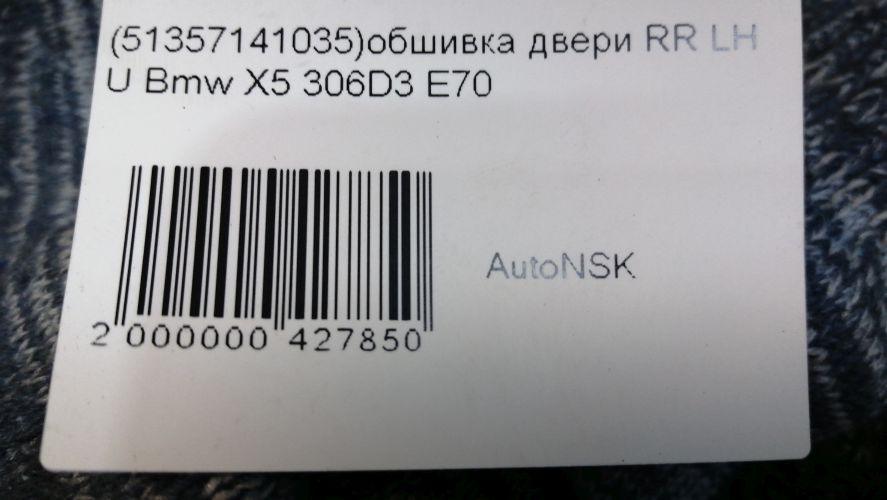 (51357141035)обшивка двери RR LH
U Bmw X5 306D3 E70
AutoNSK
2 000000 427850